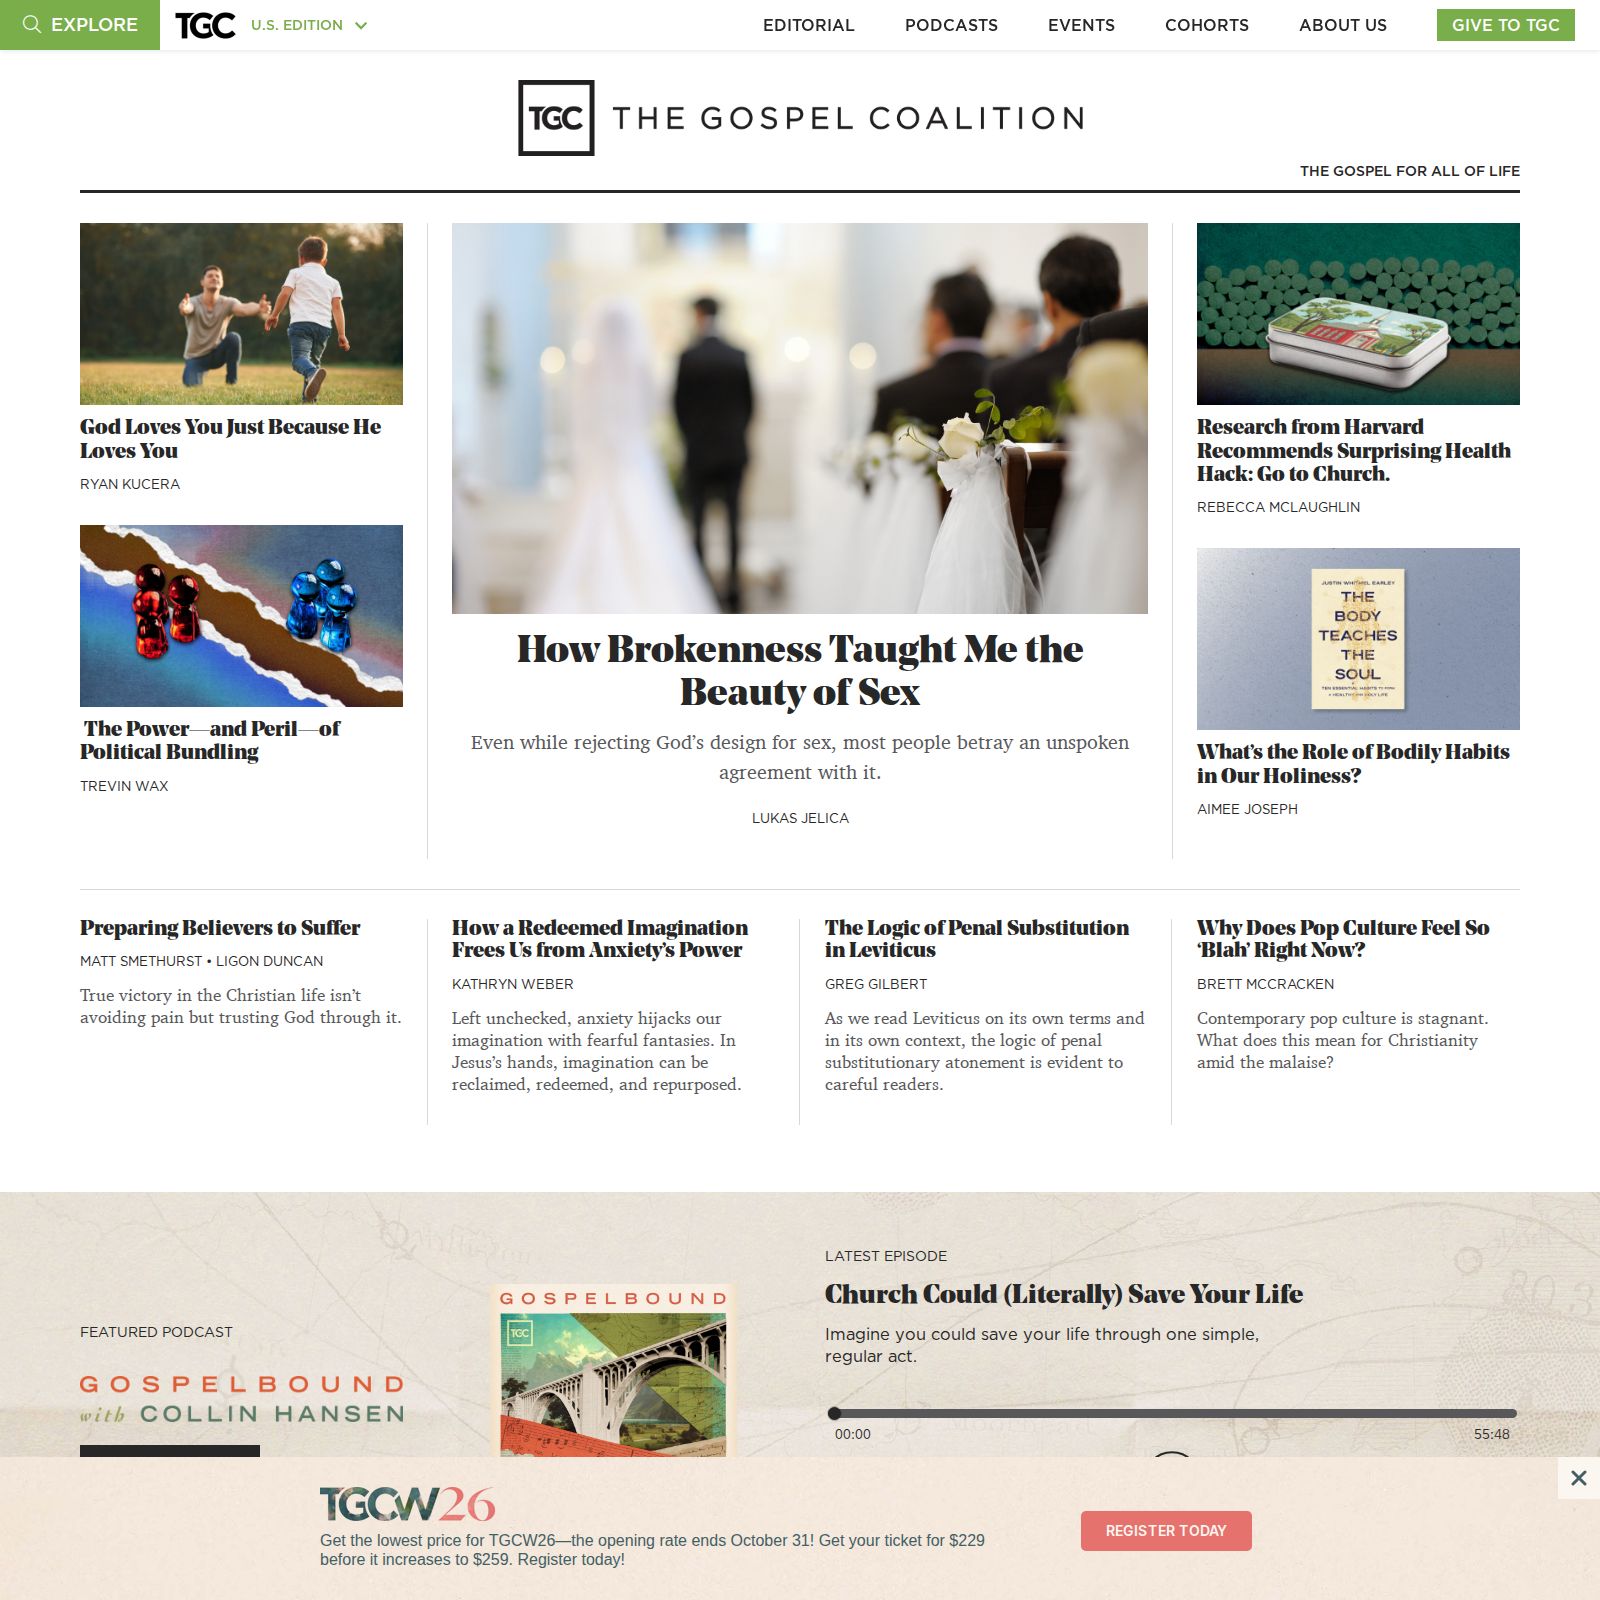 EXPLORE
TGC
U.S. EDITION
EDITORIAL
PODCASTS
EVENTS
COHORTS
ABOUT US
GIVE TO TGC
TGC THE GOSPEL COALITION
THE GOSPEL FOR ALL OF LIFE
God Loves You Just Because He
Loves You
RYAN KUCERA
The Power—and Peril—of
Political Bundling
TREVIN WAX
How Brokenness Taught Me the
Beauty of Sex
Even while rejecting God’s design for sex, most people betray an unspoken
agreement with it.
LUKAS JELICA
Research from Harvard
Recommends Surprising Health
Hack: Go to Church.
REBECCA MCLAUGHLIN
JUSTIN WHITMEL EARLEY
THE
BODY
TEACHES
THE
SOUL
TEN ESSENTIAL HABITS TO FORM
A HEALTHY AND HOLY LIFE
What’s the Role of Bodily Habits
in Our Holiness?
AIMEE JOSEPH
Preparing Believers to Suffer
MATT SMETHURST • LIGON DUNCAN
True victory in the Christian life isn’t
avoiding pain but trusting God through it.
How a Redeemed Imagination
Frees Us from Anxiety’s Power
KATHRYN WEBER
Left unchecked, anxiety hijacks our
imagination with fearful fantasies. In
Jesus’s hands, imagination can be
reclaimed, redeemed, and repurposed.
The Logic of Penal Substitution
in Leviticus
GREG GILBERT
As we read Leviticus on its own terms and
in its own context, the logic of penal
substitutionary atonement is evident to
careful readers.
Why Does Pop Culture Feel So
‘Blah’ Right Now?
BRETT MCCRACKEN
Contemporary pop culture is stagnant.
What does this mean for Christianity
amid the malaise?
FEATURED PODCAST
GOSPELBOUND
with COLLIN HANSEN
GOSPELBOUND
TGC
LATEST EPISODE
Church Could (Literally) Save Your Life
Imagine you could save your life through one simple,
regular act.
00:00
55:48
TGCW26
Get the lowest price for TGCW26—the opening rate ends October 31! Get your ticket for $229
before it increases to $259. Register today!
REGISTER TODAY